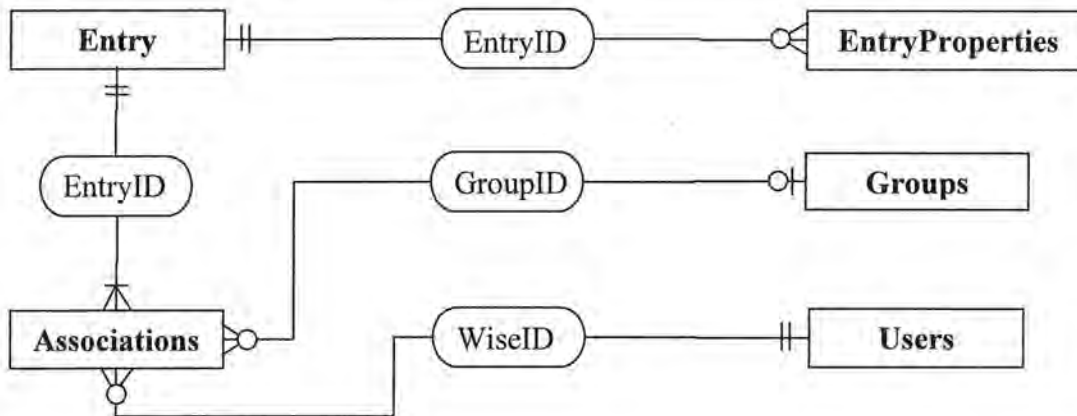 Entry
EntryID
EntryProperties
EntryID
GroupID
Groups
Associations
WiseID
Users